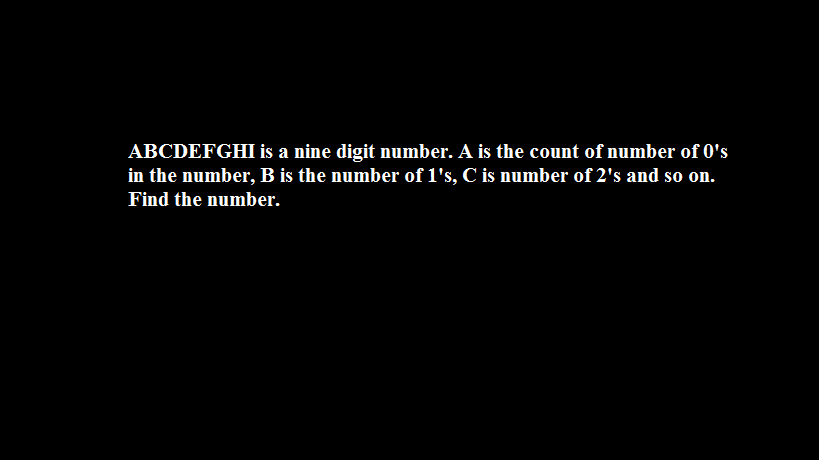 ABCDEFGHI is a nine digit number. A is the count of number of 0's
in the number, B is the number of 1's, C is number of 2's and so on.
Find the number.